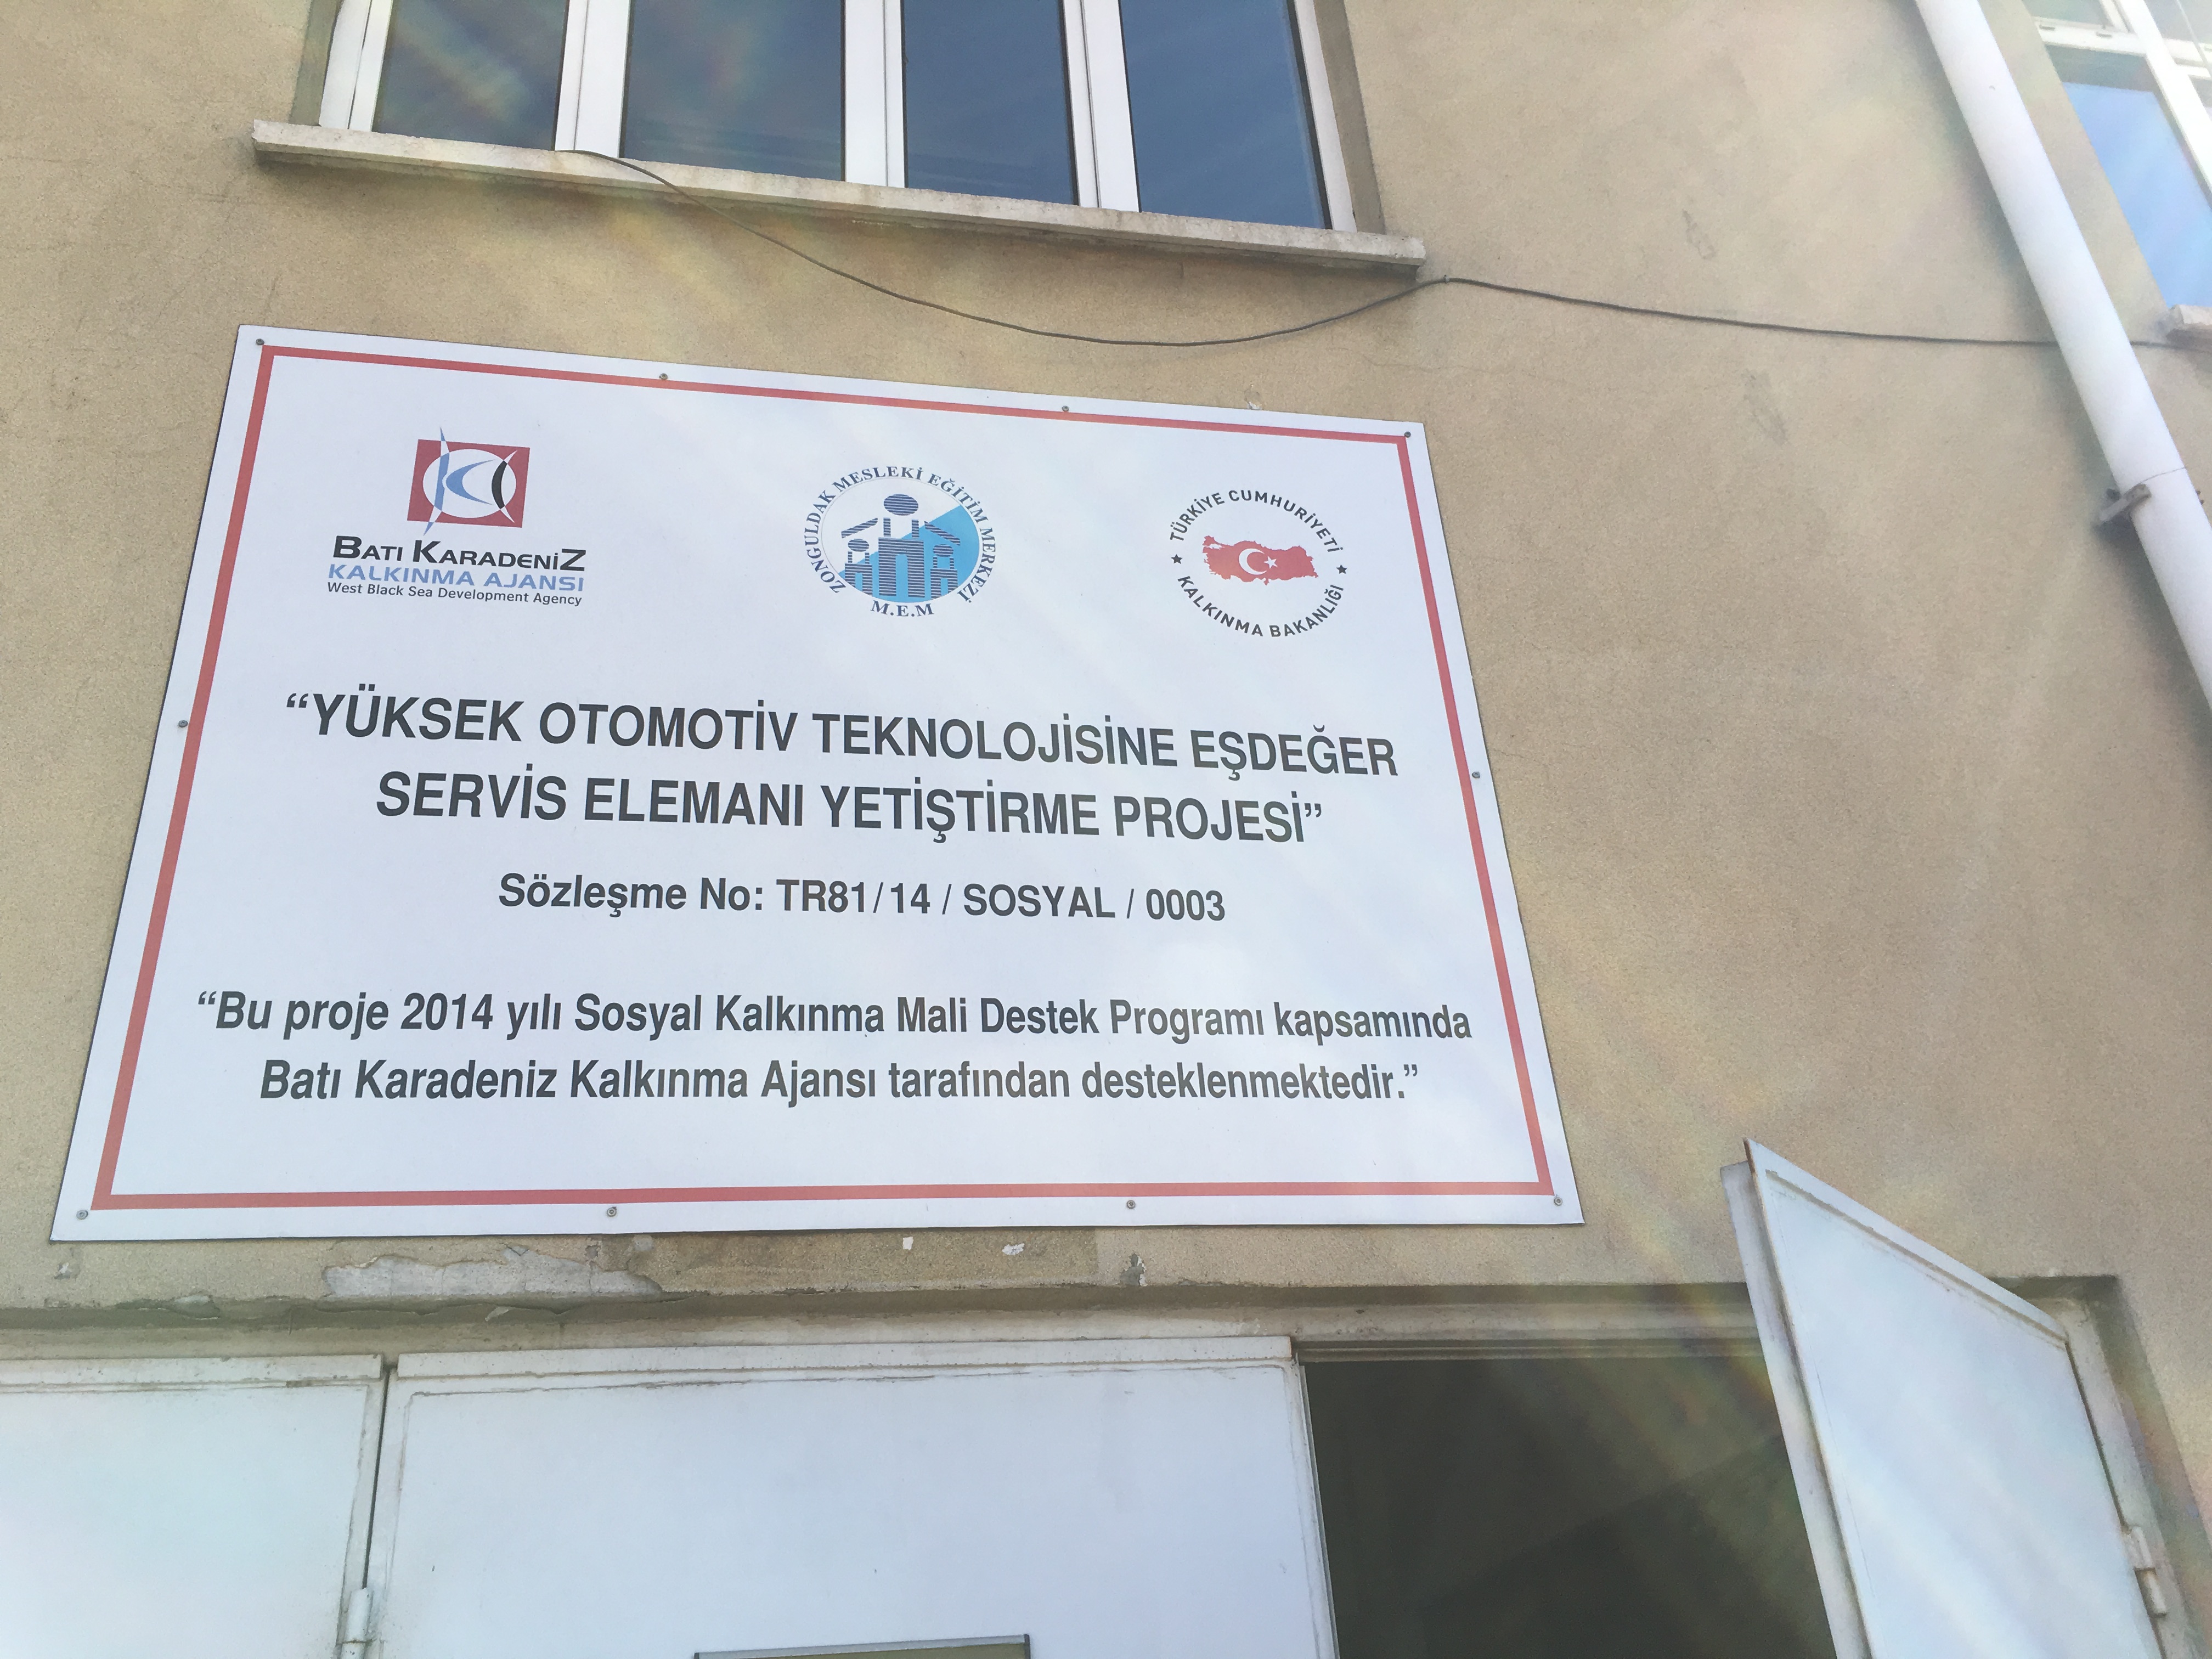 BATI KARADENİZ
KALKINMA AJANSI
West Black Sea Development Agency
ZONGULDAK MESLEKİ EĞİTİM MERKEZİ
M.E.M
TÜRKİYE CUMHURİYETİ
KALKINMA BAKANLIĞI
“YÜKSEK OTOMOTİV TEKNOLOJİSİNE EŞDEĞER
SERVİS ELEMANI YETİŞTİRME PROJESİ”
Sözleşme No: TR81/14 / SOSYAL / 0003
“Bu proje 2014 yılı Sosyal Kalkınma Mali Destek Programı kapsamında
Batı Karadeniz Kalkınma Ajansı tarafından desteklenmektedir.”